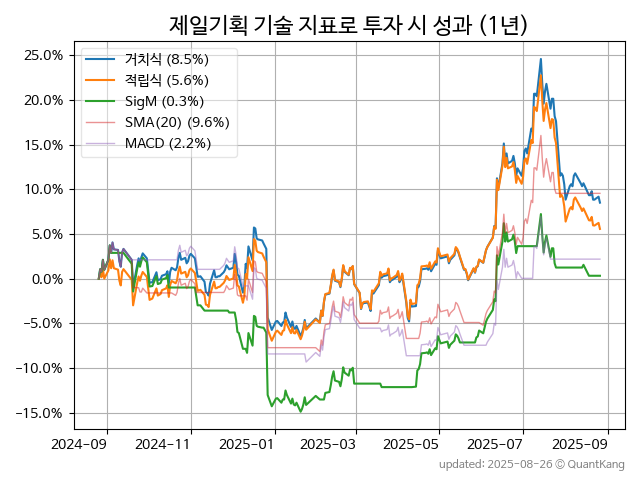 제일기획 기술 지표로 투자 시 성과 (1년)
25.0%
20.0%
15.0%
10.0%
5.0%
0.0%
−5.0%
−10.0%
−15.0%
거치식 (8.5%)
적립식 (5.6%)
SigM (0.3%)
SMA(20) (9.6%)
MACD (2.2%)
2024-09 2024-11 2025-01 2025-03 2025-05 2025-07 2025-09
updated: 2025-08-26 © QuantKang